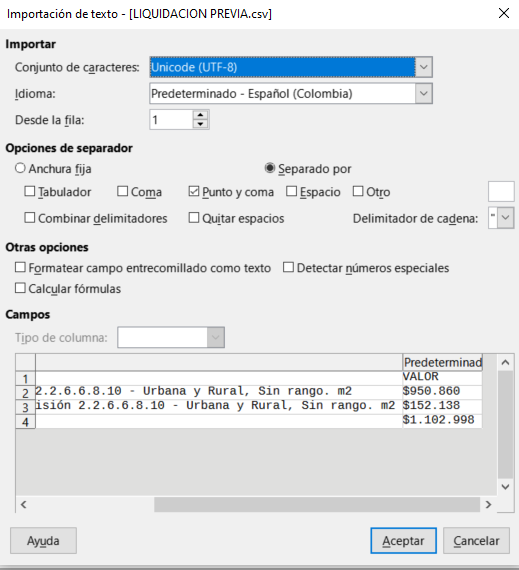 Importación de texto - [LIQUIDACION PREVIA.csv]
Importar
Conjunto de caracteres: Unicode (UTF-8)
Idioma: Predeterminado - Español (Colombia)
Desde la fila: 1
Opciones de separador
Anchura fija Separado por
Tabulador Coma Punto y coma Espacio Otro
Combinar delimitadores Quitar espacios Delimitador de cadena: "
Otras opciones
Formatear campo entrecomillado como texto Detectar números especiales
Calcular fórmulas
Campos
Tipo de columna:
Predeterminad
1 VALOR
2 2.2.6.6.8.10 - Urbana y Rural, Sin rango. m2 $950.860
3 isión 2.2.6.6.8.10 - Urbana y Rural, Sin rango. m2 $152.138
4 $1.102.998
Ayuda Aceptar Cancelar